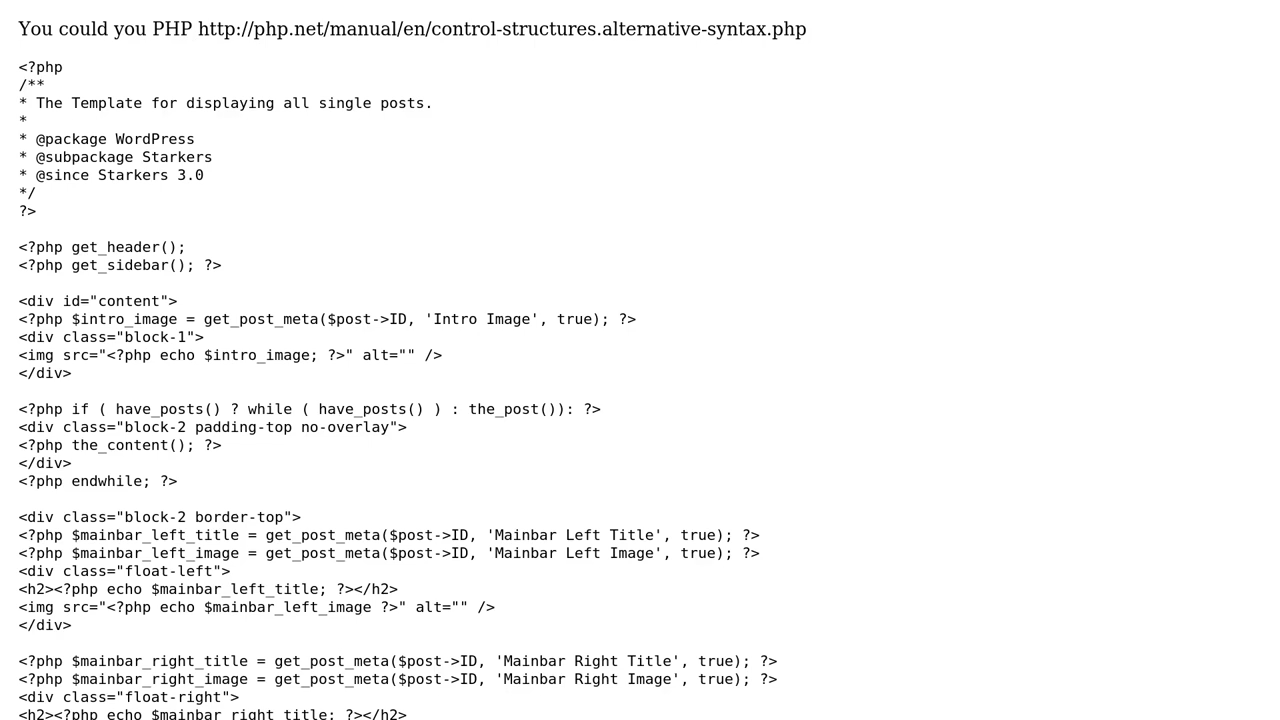 You could you PHP http://php.net/manual/en/control-structures.alternative-syntax.php
<?php
/**
* The Template for displaying all single posts.
*
* @package WordPress
* @subpackage Starkers
* @since Starkers 3.0
*/
?>
<?php get_header();
<?php get_sidebar(); ?>
<div id="content">
<?php $intro_image = get_post_meta($post->ID, 'Intro Image', true); ?>
<div class="block-1">
<img src="<?php echo $intro_image; ?>" alt="" />
</div>
<?php if ( have_posts() ? while ( have_posts() ) : the_post()): ?>
<div class="block-2 padding-top no-overlay">
<?php the_content(); ?>
</div>
<?php endwhile; ?>
<div class="block-2 border-top">
<?php $mainbar_left_title = get_post_meta($post->ID, 'Mainbar Left Title', true); ?>
<?php $mainbar_left_image = get_post_meta($post->ID, 'Mainbar Left Image', true); ?>
<div class="float-left">
<h2><?php echo $mainbar_left_title; ?></h2>
<img src="<?php echo $mainbar_left_image ?>" alt="" />
</div>
<?php $mainbar_right_title = get_post_meta($post->ID, 'Mainbar Right Title', true); ?>
<?php $mainbar_right_image = get_post_meta($post->ID, 'Mainbar Right Image', true); ?>
<div class="float-right">
<h2><?php echo $mainbar_right_title; ?></h2>